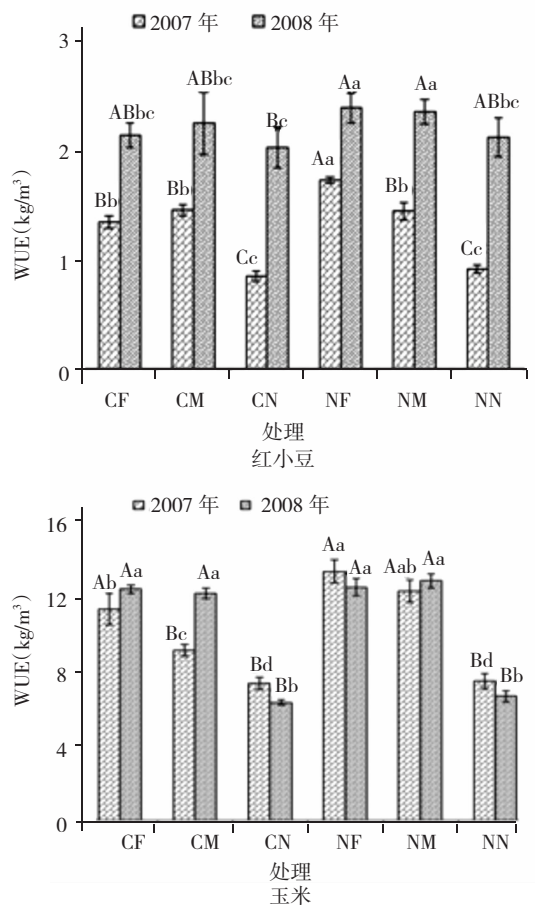 2007 年 2008 年
3
2
1
0
WUE(kg/m³)
ABbc ABbc Bc Aa Aa ABbc
Bb Bb Cc Aa Bb Cc
CF CM CN NF NM NN
处理
红小豆
2007 年 2008 年
16
12
8
4
0
WUE(kg/m³)
Ab Aa Bc Aa Bd Bb Aa Aa Aab Aa Bd Bb
CF CM CN NF NM NN
处理
玉米